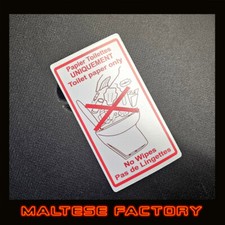 Papier Toilettes
UNIQUEMENT
Toilet paper only
No Wipes
Pas de Lingettes
MALTESE FACTORY